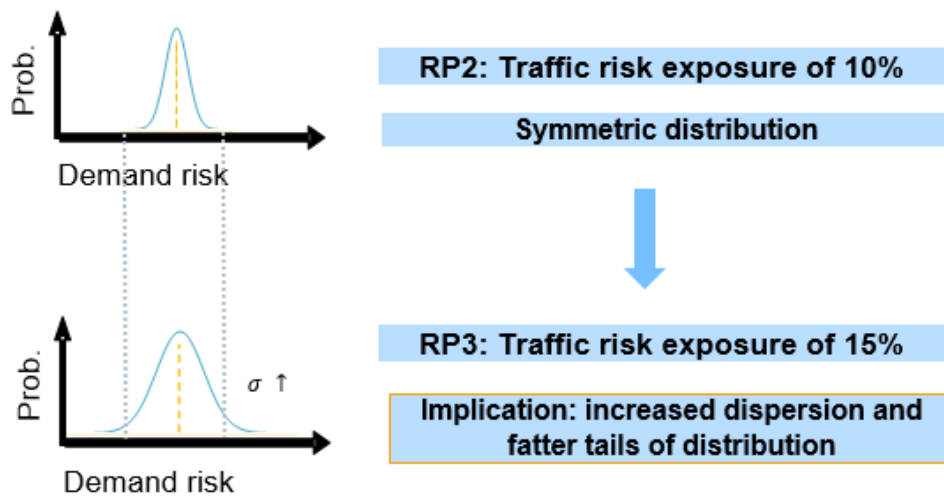 Prob.
Demand risk
RP2: Traffic risk exposure of 10%
Symmetric distribution
Prob.
σ ↑
Demand risk
RP3: Traffic risk exposure of 15%
Implication: increased dispersion and
fatter tails of distribution